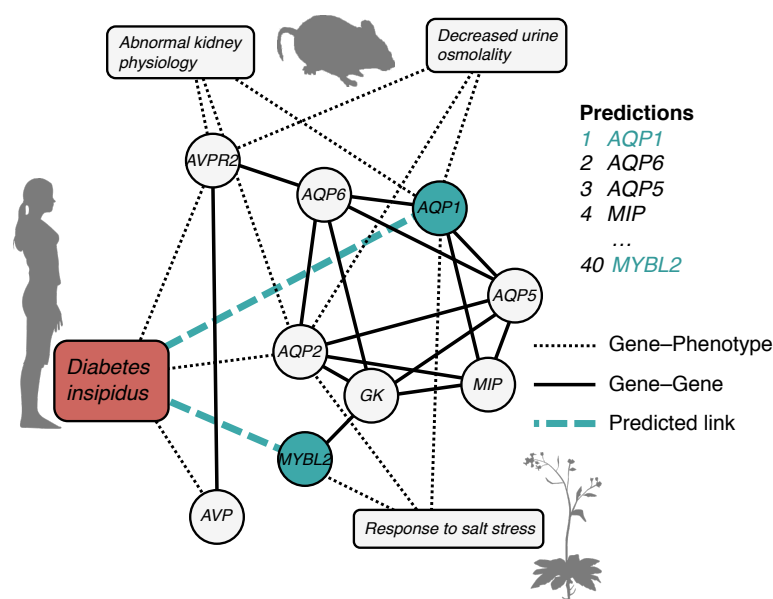 Abnormal kidney
physiology
Decreased urine
osmolality
Predictions
1 AQP1
2 AQP6
3 AQP5
4 MIP
...
40 MYBL2
AVPR2
AQP6
AQP1
AQP5
AQP2
GK
MIP
MYBL2
AVP
Diabetes
insipidus
Response to salt stress
Gene–Phenotype
Gene–Gene
Predicted link